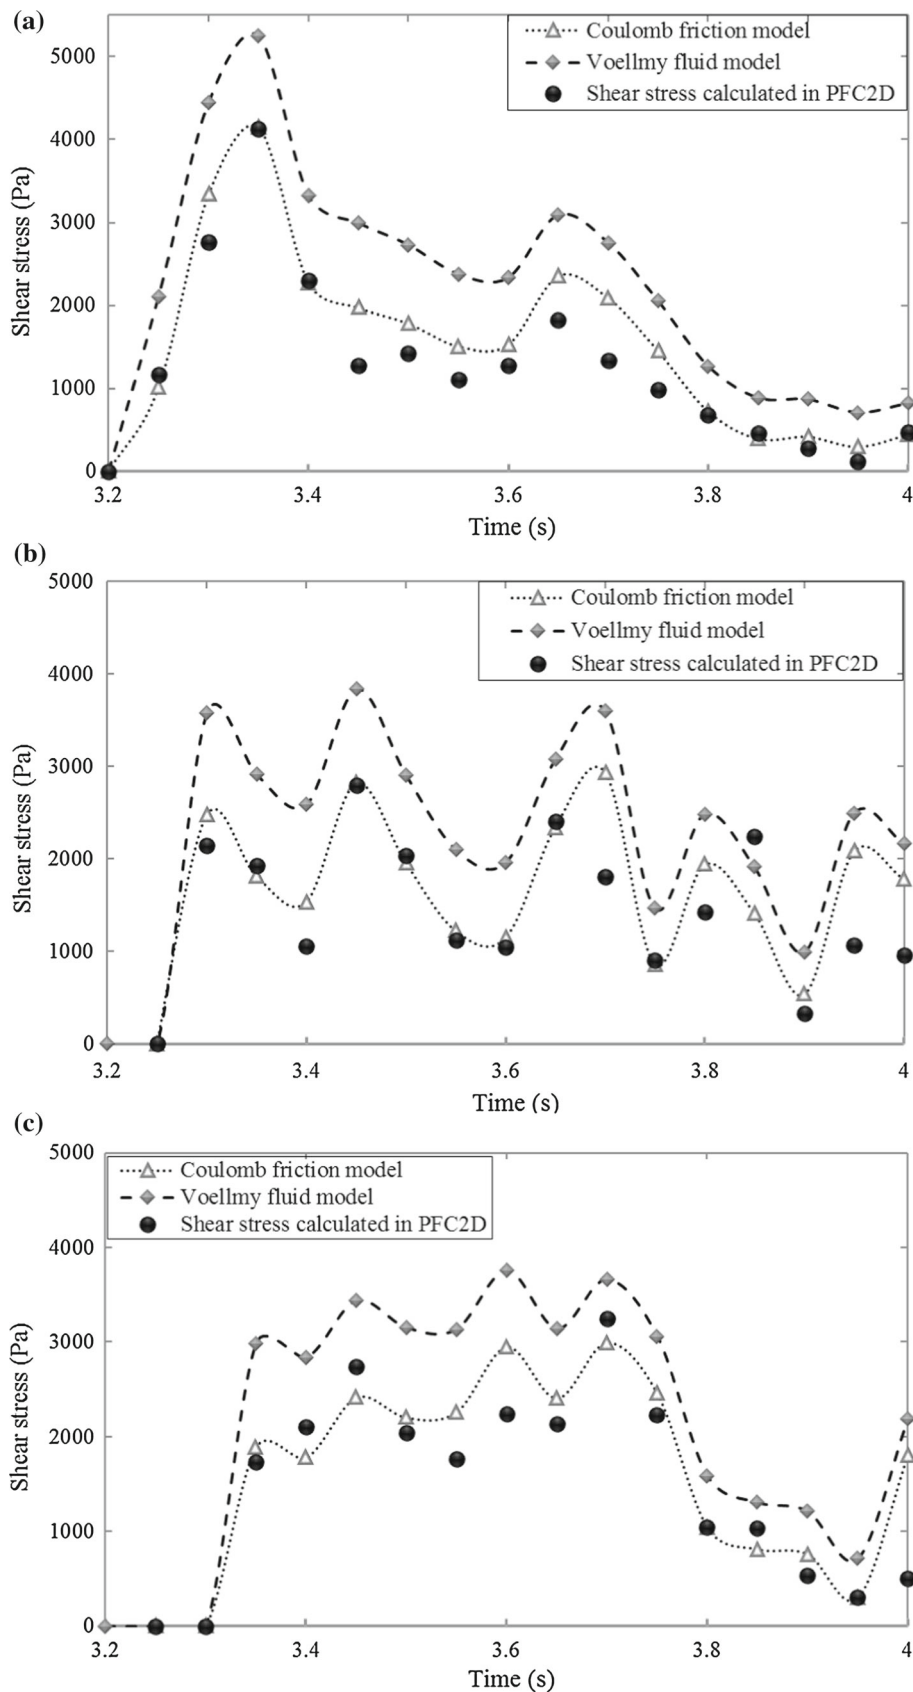 (a)
5000
4000
3000
2000
1000
0
Shear stress (Pa)
Coulomb friction model
Voellmy fluid model
Shear stress calculated in PFC2D
3.2 3.4 3.6 3.8 4
Time (s)
(b)
5000
4000
3000
2000
1000
0
Shear stress (Pa)
Coulomb friction model
Voellmy fluid model
Shear stress calculated in PFC2D
3.2 3.4 3.6 3.8 4
Time (s)
(c)
5000
4000
3000
2000
1000
0
Shear stress (Pa)
Coulomb friction model
Voellmy fluid model
Shear stress calculated in PFC2D
3.2 3.4 3.6 3.8 4
Time (s)